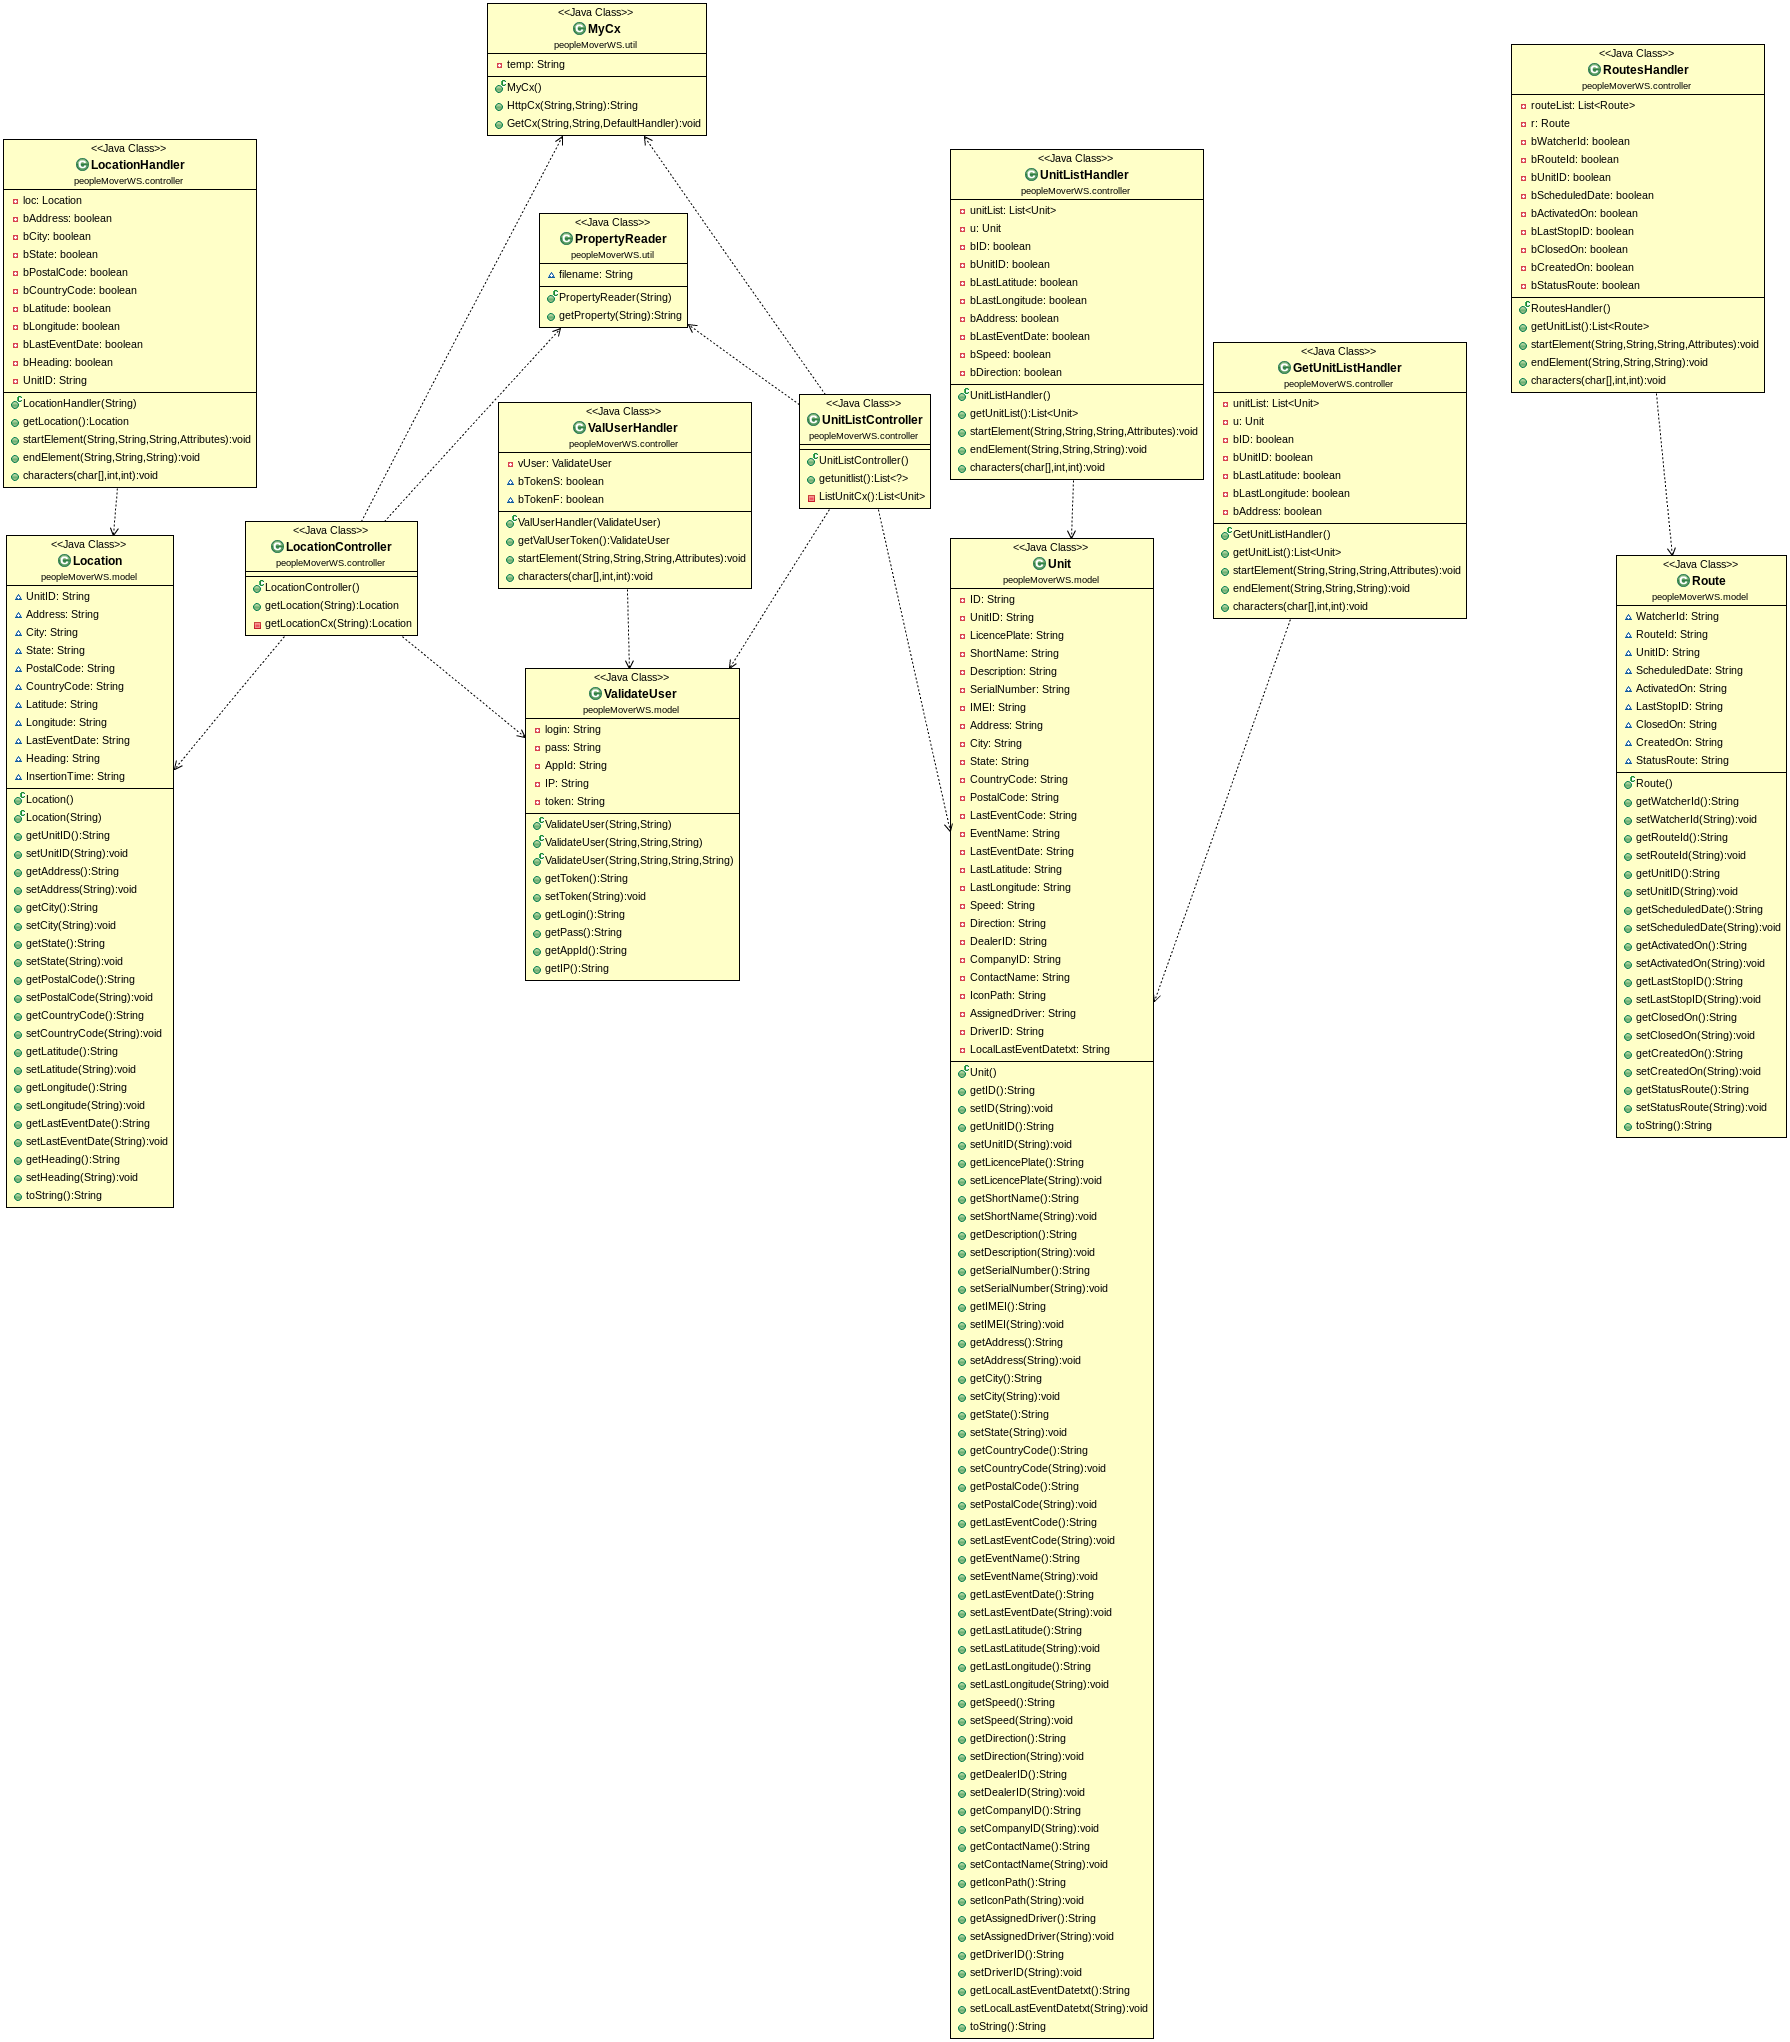 <<Java Class>>
MyCx
peopleMoverWS.util
temp: String
MyCx()
HttpCx(String,String):String
GetCx(String,String,DefaultHandler):void
<<Java Class>>
RoutesHandler
peopleMoverWS.controller
routeList: List<Route>
r: Route
bWatcherId: boolean
bRouteId: boolean
bUnitID: boolean
bScheduledDate: boolean
bActivatedOn: boolean
bLastStopID: boolean
bClosedOn: boolean
bCreatedOn: boolean
bStatusRoute: boolean
RoutesHandler()
getUnitList():List<Route>
startElement(String,String,String,Attributes):void
endElement(String,String,String):void
characters(char[],int,int):void
<<Java Class>>
LocationHandler
peopleMoverWS.controller
loc: Location
bAddress: boolean
bCity: boolean
bState: boolean
bPostalCode: boolean
bCountryCode: boolean
bLatitude: boolean
bLongitude: boolean
bLastEventDate: boolean
bHeading: boolean
UnitID: String
LocationHandler(String)
getLocation():Location
startElement(String,String,String,Attributes):void
endElement(String,String,String):void
characters(char[],int,int):void
<<Java Class>>
UnitListHandler
peopleMoverWS.controller
unitList: List<Unit>
u: Unit
bID: boolean
bUnitID: boolean
bLastLatitude: boolean
bLastLongitude: boolean
bAddress: boolean
bLastEventDate: boolean
bSpeed: boolean
bDirection: boolean
UnitListHandler()
getUnitList():List<Unit>
startElement(String,String,String,Attributes):void
endElement(String,String,String):void
characters(char[],int,int):void
<<Java Class>>
PropertyReader
peopleMoverWS.util
filename: String
PropertyReader(String)
getProperty(String):String
<<Java Class>>
GetUnitListHandler
peopleMoverWS.controller
unitList: List<Unit>
u: Unit
bID: boolean
bUnitID: boolean
bLastLatitude: boolean
bLastLongitude: boolean
bAddress: boolean
GetUnitListHandler()
getUnitList():List<Unit>
startElement(String,String,String,Attributes):void
endElement(String,String,String):void
characters(char[],int,int):void
<<Java Class>>
UnitListController
peopleMoverWS.controller
UnitListController()
getunitlist():List<?>
ListUnitCx():List<Unit>
<<Java Class>>
ValUserHandler
peopleMoverWS.controller
vUser: ValidateUser
bTokenS: boolean
bTokenF: boolean
ValUserHandler(ValidateUser)
getValUserToken():ValidateUser
startElement(String,String,String,Attributes):void
characters(char[],int,int):void
<<Java Class>>
LocationController
peopleMoverWS.controller
LocationController()
getLocation(String):Location
getLocationCx(String):Location
<<Java Class>>
Location
peopleMoverWS.model
UnitID: String
Address: String
City: String
State: String
PostalCode: String
CountryCode: String
Latitude: String
Longitude: String
LastEventDate: String
Heading: String
InsertionTime: String
Location()
Location(String)
getUnitID():String
setUnitID(String):void
getAddress():String
setAddress(String):void
getCity():String
setCity(String):void
getState():String
setState(String):void
getPostalCode():String
setPostalCode(String):void
getCountryCode():String
setCountryCode(String):void
getLatitude():String
setLatitude(String):void
getLongitude():String
setLongitude(String):void
getLastEventDate():String
setLastEventDate(String):void
getHeading():String
setHeading(String):void
toString():String
<<Java Class>>
Unit
peopleMoverWS.model
ID: String
UnitID: String
LicencePlate: String
ShortName: String
Description: String
SerialNumber: String
IMEI: String
Address: String
City: String
State: String
CountryCode: String
PostalCode: String
LastEventCode: String
EventName: String
LastEventDate: String
LastLatitude: String
LastLongitude: String
Speed: String
Direction: String
DealerID: String
CompanyID: String
ContactName: String
IconPath: String
AssignedDriver: String
DriverID: String
LocalLastEventDatetxt: String
Unit()
getID():String
setID(String):void
getUnitID():String
setUnitID(String):void
getLicencePlate():String
setLicencePlate(String):void
getShortName():String
setShortName(String):void
getDescription():String
setDescription(String):void
getSerialNumber():String
setSerialNumber(String):void
getIMEI():String
setIMEI(String):void
getAddress():String
setAddress(String):void
getCity():String
setCity(String):void
getState():String
setState(String):void
getCountryCode():String
setCountryCode(String):void
getPostalCode():String
setPostalCode(String):void
getLastEventCode():String
setLastEventCode(String):void
getEventName():String
setEventName(String):void
getLastEventDate():String
setLastEventDate(String):void
getLastLatitude():String
setLastLatitude(String):void
getLastLongitude():String
setLastLongitude(String):void
getSpeed():String
setSpeed(String):void
getDirection():String
setDirection(String):void
getDealerID():String
setDealerID(String):void
getCompanyID():String
setCompanyID(String):void
getContactName():String
setContactName(String):void
getIconPath():String
setIconPath(String):void
getAssignedDriver():String
setAssignedDriver(String):void
getDriverID():String
setDriverID(String):void
getLocalLastEventDatetxt():String
setLocalLastEventDatetxt(String):void
toString():String
<<Java Class>>
Route
peopleMoverWS.model
WatcherId: String
RouteId: String
UnitID: String
ScheduledDate: String
ActivatedOn: String
LastStopID: String
ClosedOn: String
CreatedOn: String
StatusRoute: String
Route()
getWatcherId():String
setWatcherId(String):void
getRouteId():String
setRouteId(String):void
getUnitID():String
setUnitID(String):void
getScheduledDate():String
setScheduledDate(String):void
getActivatedOn():String
setActivatedOn(String):void
getLastStopID():String
setLastStopID(String):void
getClosedOn():String
setClosedOn(String):void
getCreatedOn():String
setCreatedOn(String):void
getStatusRoute():String
setStatusRoute(String):void
toString():String
<<Java Class>>
ValidateUser
peopleMoverWS.model
login: String
pass: String
AppId: String
IP: String
token: String
ValidateUser(String,String)
ValidateUser(String,String,String)
ValidateUser(String,String,String,String)
getToken():String
setToken(String):void
getLogin():String
getPass():String
getAppId():String
getIP():String